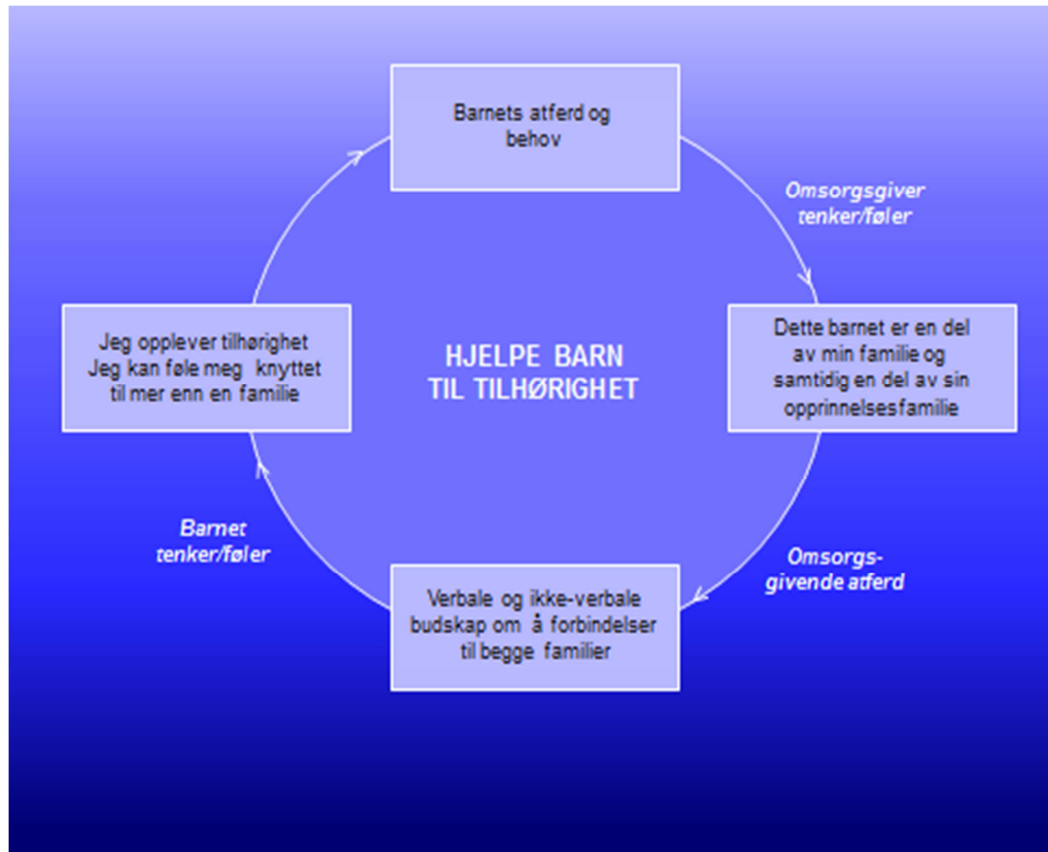 Barnets atferd og
behov
Omsorgsgiver
tenker/føler
Jeg opplever tilhørighet
Jeg kan føle meg knyttet
til mer enn en familie
HJELPE BARN
TIL TILHØRIGHET
Dette barnet er en del
av min familie og
samtidig en del av sin
opprinnelsesfamilie
Barnet
tenker/føler
Omsorgs-
givende atferd
Verbale og ikke-verbale
budskap om å forbindelser
til begge familier